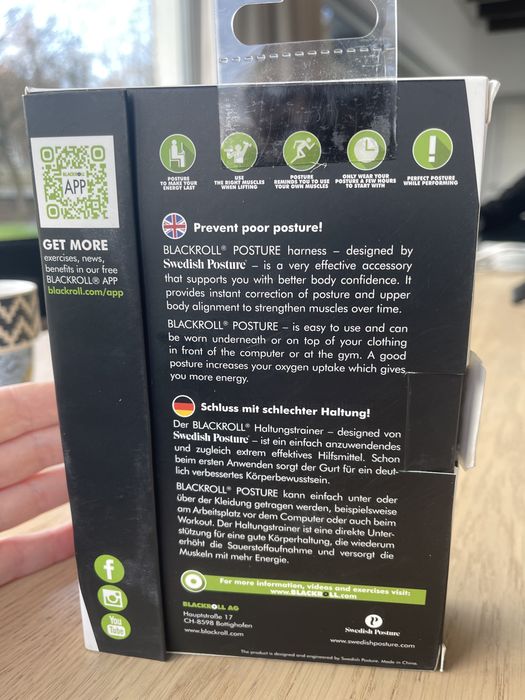 POSTURE
TO MAKE YOUR
ENERGY LAST
USE
THE RIGHT MUSCLES
WHEN LIFTING
POSTURE
REMINDS YOU TO USE
YOUR OWN MUSCLES
ONLY WEAR YOUR
POSTURE A FEW HOURS
TO START WITH
PERFECT POSTURE
WHILE PERFORMING
BLACKROLL
APP
GET MORE
exercises, news,
benefits in our free
BLACKROLL® APP
blackroll.com/app
Prevent poor posture!
BLACKROLL® POSTURE harness – designed by
Swedish Posture® – is a very effective accessory
that supports you with better body confidence. It
provides instant correction of posture and upper
body alignment to strengthen muscles over time.
BLACKROLL® POSTURE – is easy to use and can
be worn underneath or on top of your clothing
in front of the computer or at the gym. A good
posture increases your oxygen uptake which gives
you more energy.
Schluss mit schlechter Haltung!
Der BLACKROLL® Haltungstrainer – designed von
Swedish Posture® – ist ein einfach anzuwendendes
und zugleich extrem effektives Hilfsmittel. Schon
beim ersten Anwenden sorgt der Gurt für ein deut-
lich verbessertes Körperbewusstsein.
BLACKROLL® POSTURE kann einfach unter oder
über der Kleidung getragen werden, beispielsweise
am Arbeitsplatz vor dem Computer oder auch beim
Workout. Der Haltungstrainer ist eine direkte Unter-
stützung für eine gute Körperhaltung, die wiederum
erhöht die Sauerstoffaufnahme und versorgt die
Muskeln mit mehr Energie.
For more information, videos and exercises visit:
www.BLACKROLL.com
BLACKROLL AG
Hauptstraße 17
CH-8598 Bottighofen
www.blackroll.com
Swedish Posture
www.swedishposture.com
The product is designed and engineered by Swedish Posture. Made in China.
f
You
Tube